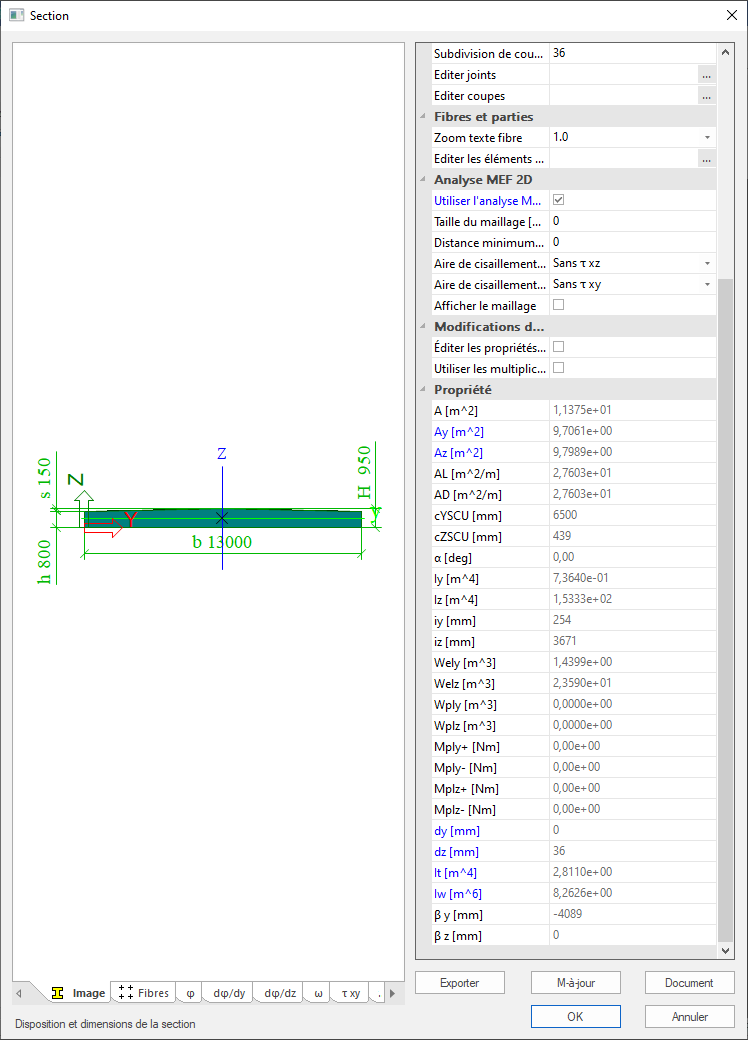 Section
Subdivision de cou... 36
Editer joints ...
Editer coupes ...
Fibres et parties
Zoom texte fibre 1.0
Editer les éléments ... ...
Analyse MEF 2D
Utiliser l'analyse M...
Taille du maillage [... 0
Distance minimum... 0
Aire de cisaillement... Sans τ xz
Aire de cisaillement... Sans τ xy
Afficher le maillage
Modifications d...
Éditer les propriétés...
Utiliser les multiplic...
Propriété
A [m^2] 1,1375e+01
Ay [m^2] 9,7061e+00
Az [m^2] 9,7989e+00
AL [m^2/m] 2,7603e+01
AD [m^2/m] 2,7603e+01
cYSCU [mm] 6500
cZSCU [mm] 439
α [deg] 0,00
Iy [m^4] 7,3640e-01
Iz [m^4] 1,5333e+02
iy [mm] 254
iz [mm] 3671
Wely [m^3] 1,4399e+00
Welz [m^3] 2,3590e+01
Wply [m^3] 0,0000e+00
Wplz [m^3] 0,0000e+00
Mply+ [Nm] 0,00e+00
Mply- [Nm] 0,00e+00
Mplz+ [Nm] 0,00e+00
Mplz- [Nm] 0,00e+00
dy [mm] 0
dz [mm] 36
It [m^4] 2,8110e+00
Iw [m^6] 8,2626e+00
β y [mm] -4089
β z [mm] 0
Z
s 150
Z
H 950
Y
y
b 13000
h 800
Image Fibres φ dφ/dy dφ/dz ω τ xy .
Exporter M-à-jour Document
OK Annuler
Disposition et dimensions de la section